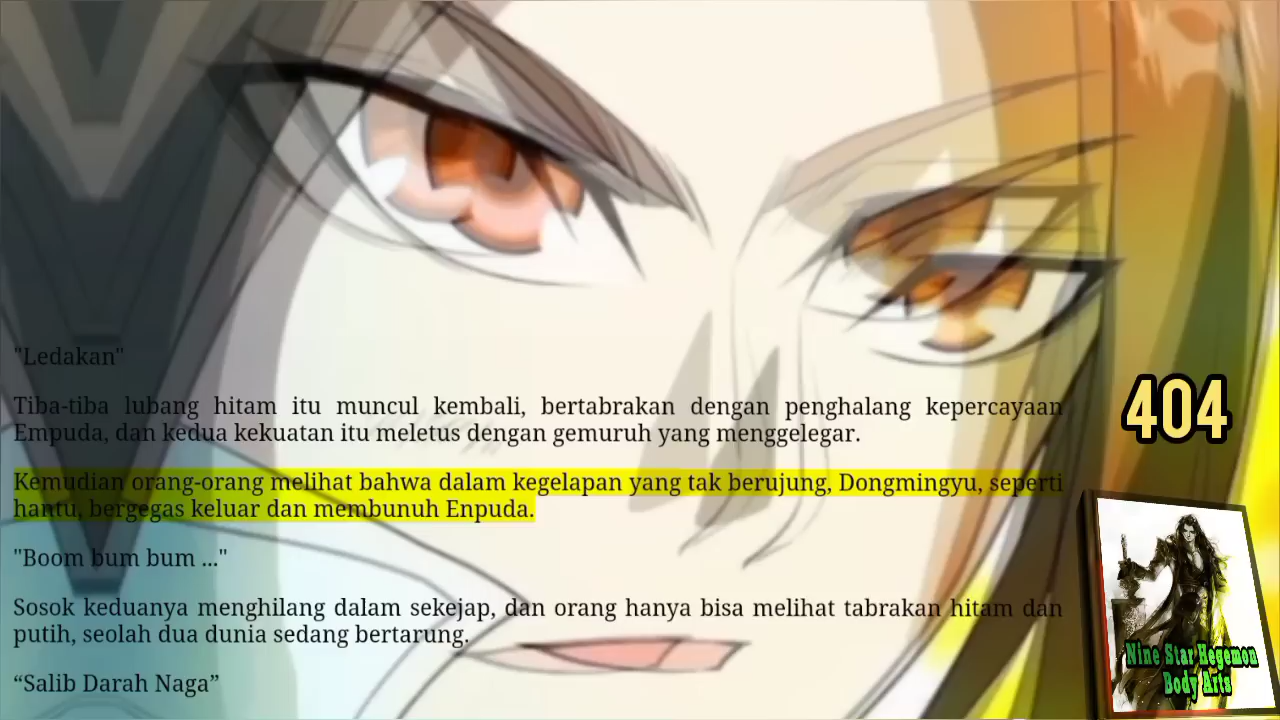 "Ledakan"
Tiba-tiba lubang hitam itu muncul kembali, bertabrakan dengan penghalang kepercayaan
Empuda, dan kedua kekuatan itu meletus dengan gemuruh yang menggelegar.
Kemudian orang-orang melihat bahwa dalam kegelapan yang tak berujung, Dongmingyu, seperti
hantu, bergegas keluar dan membunuh Enpuda.
"Boom bum bum ..."
Sosok keduanya menghilang dalam sekejap, dan orang hanya bisa melihat tabrakan hitam dan
putih, seolah dua dunia sedang bertarung.
“Salib Darah Naga”
404
Nine Star Hegemon
Body Arts